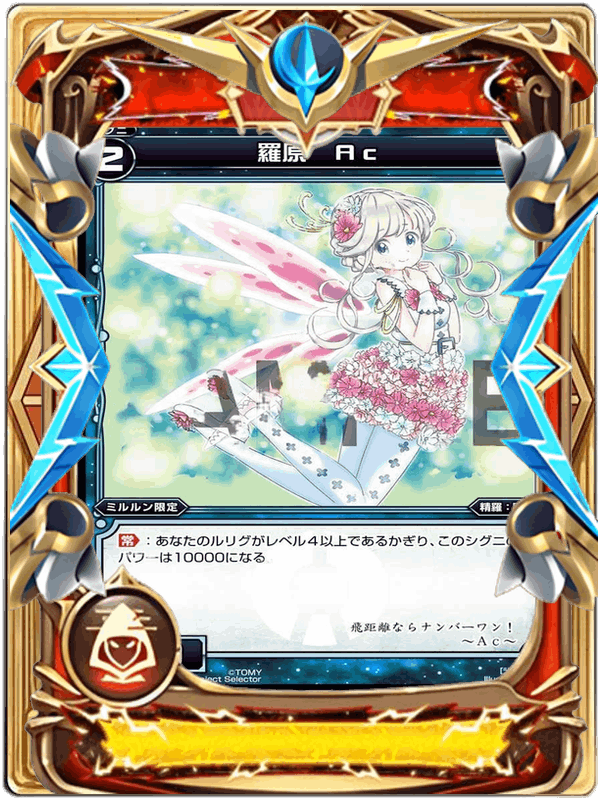 2
羅原 Ac
ミルルン限定
精羅:
常:あなたのルリグがレベル4以上であるかぎり、このシグニの
パワーは10000になる
飛距離ならナンバーワン!
~Ac~
©TOMY
Selector